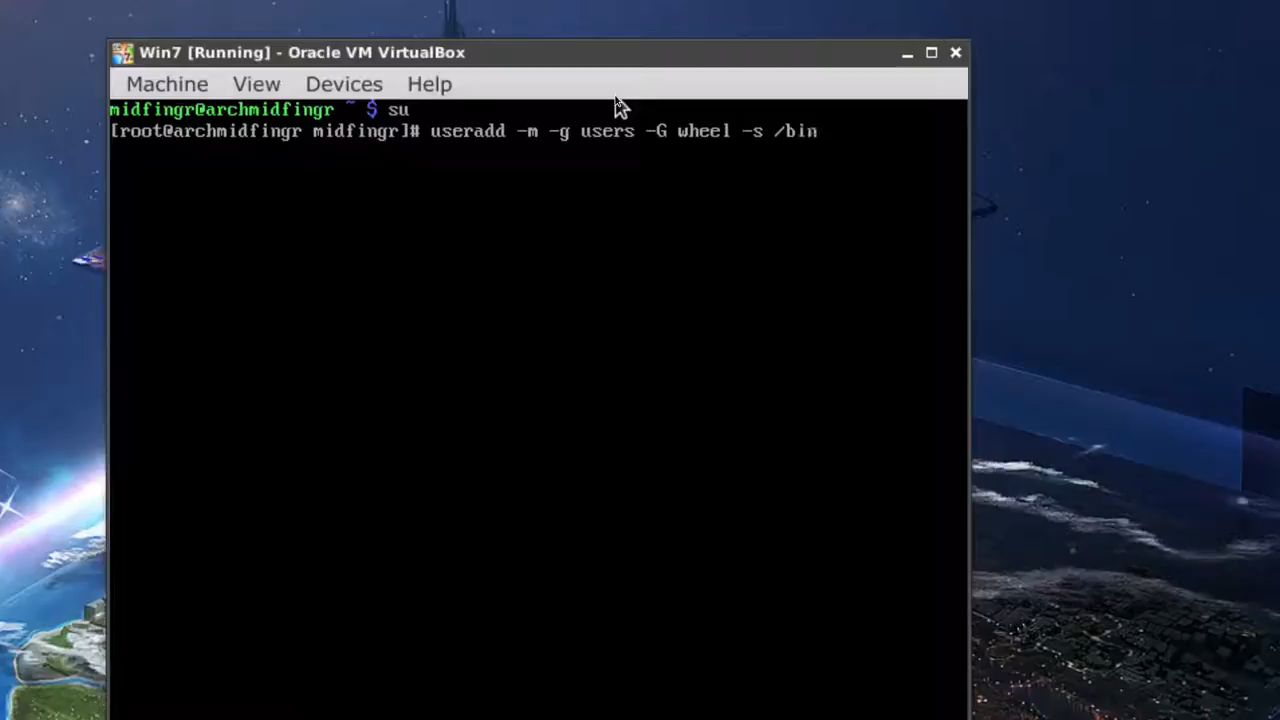 Win7 [Running] - Oracle VM VirtualBox
Machine View Devices Help
midfingr@archmidfingr ~ $ su
[root@archmidfingr midfingr]# useradd -m -g users -G wheel -s /bin